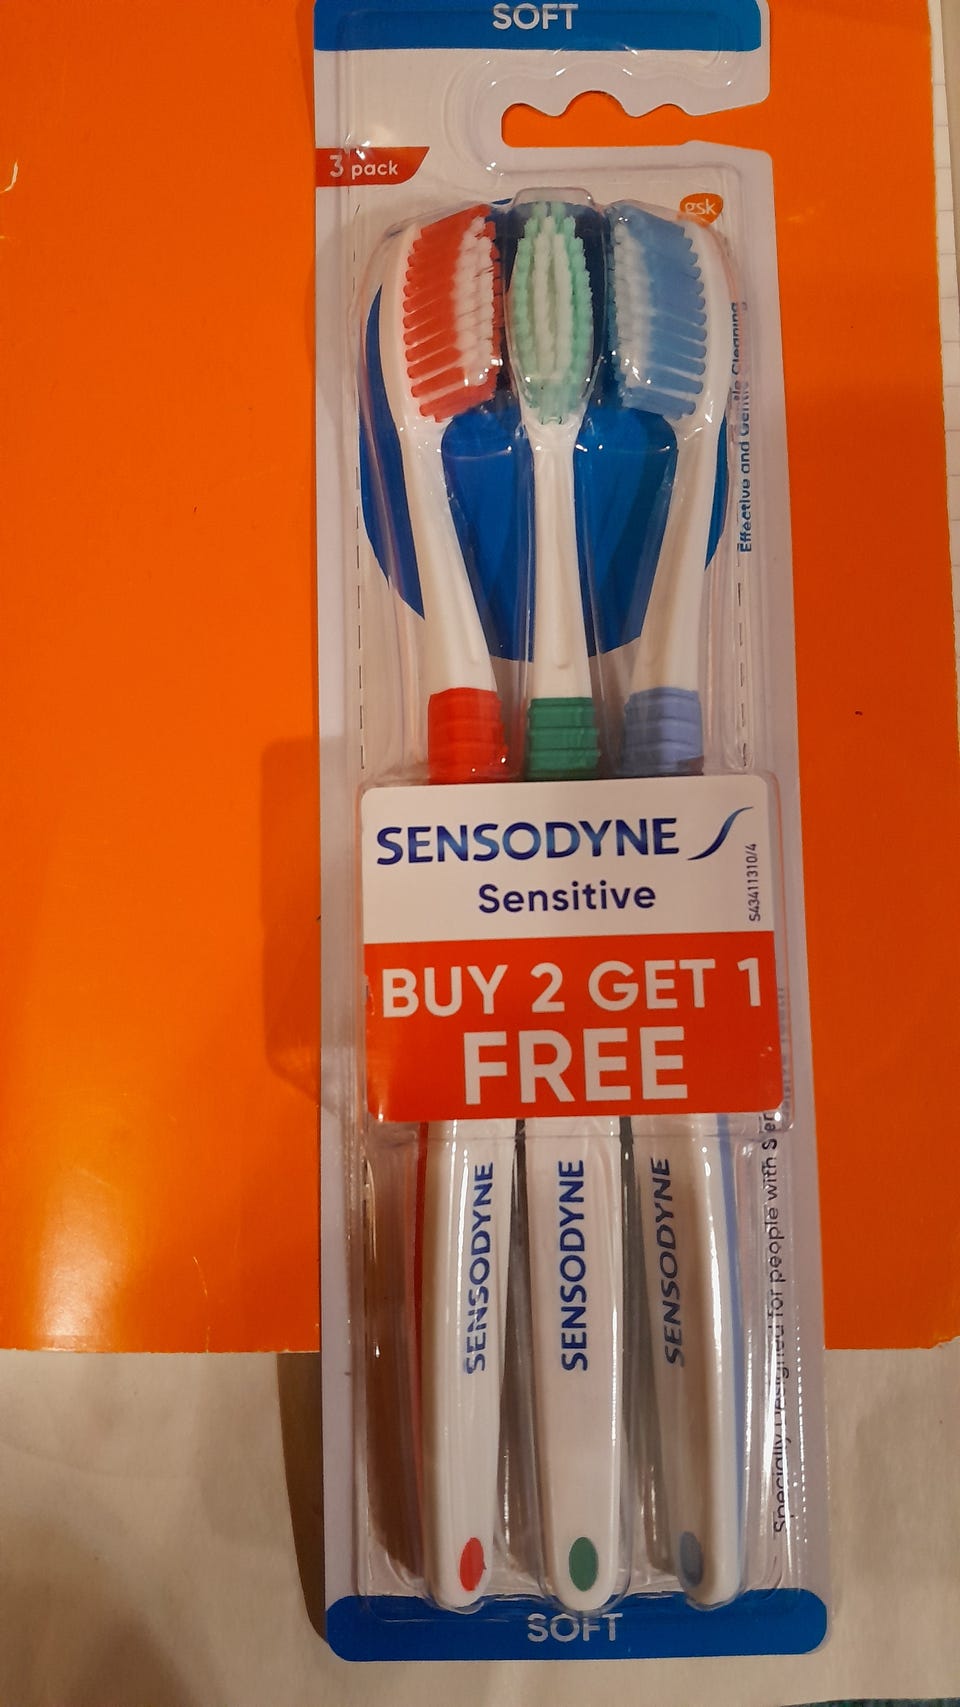 SOFT
3 pack
gsk
Effective and Gentle Cleaning
SENSODYNE
Sensitive
S43411310/4
BUY 2 GET 1
FREE
SENSODYNE
SENSODYNE
SENSODYNE
Specially Designed for people with
SOFT